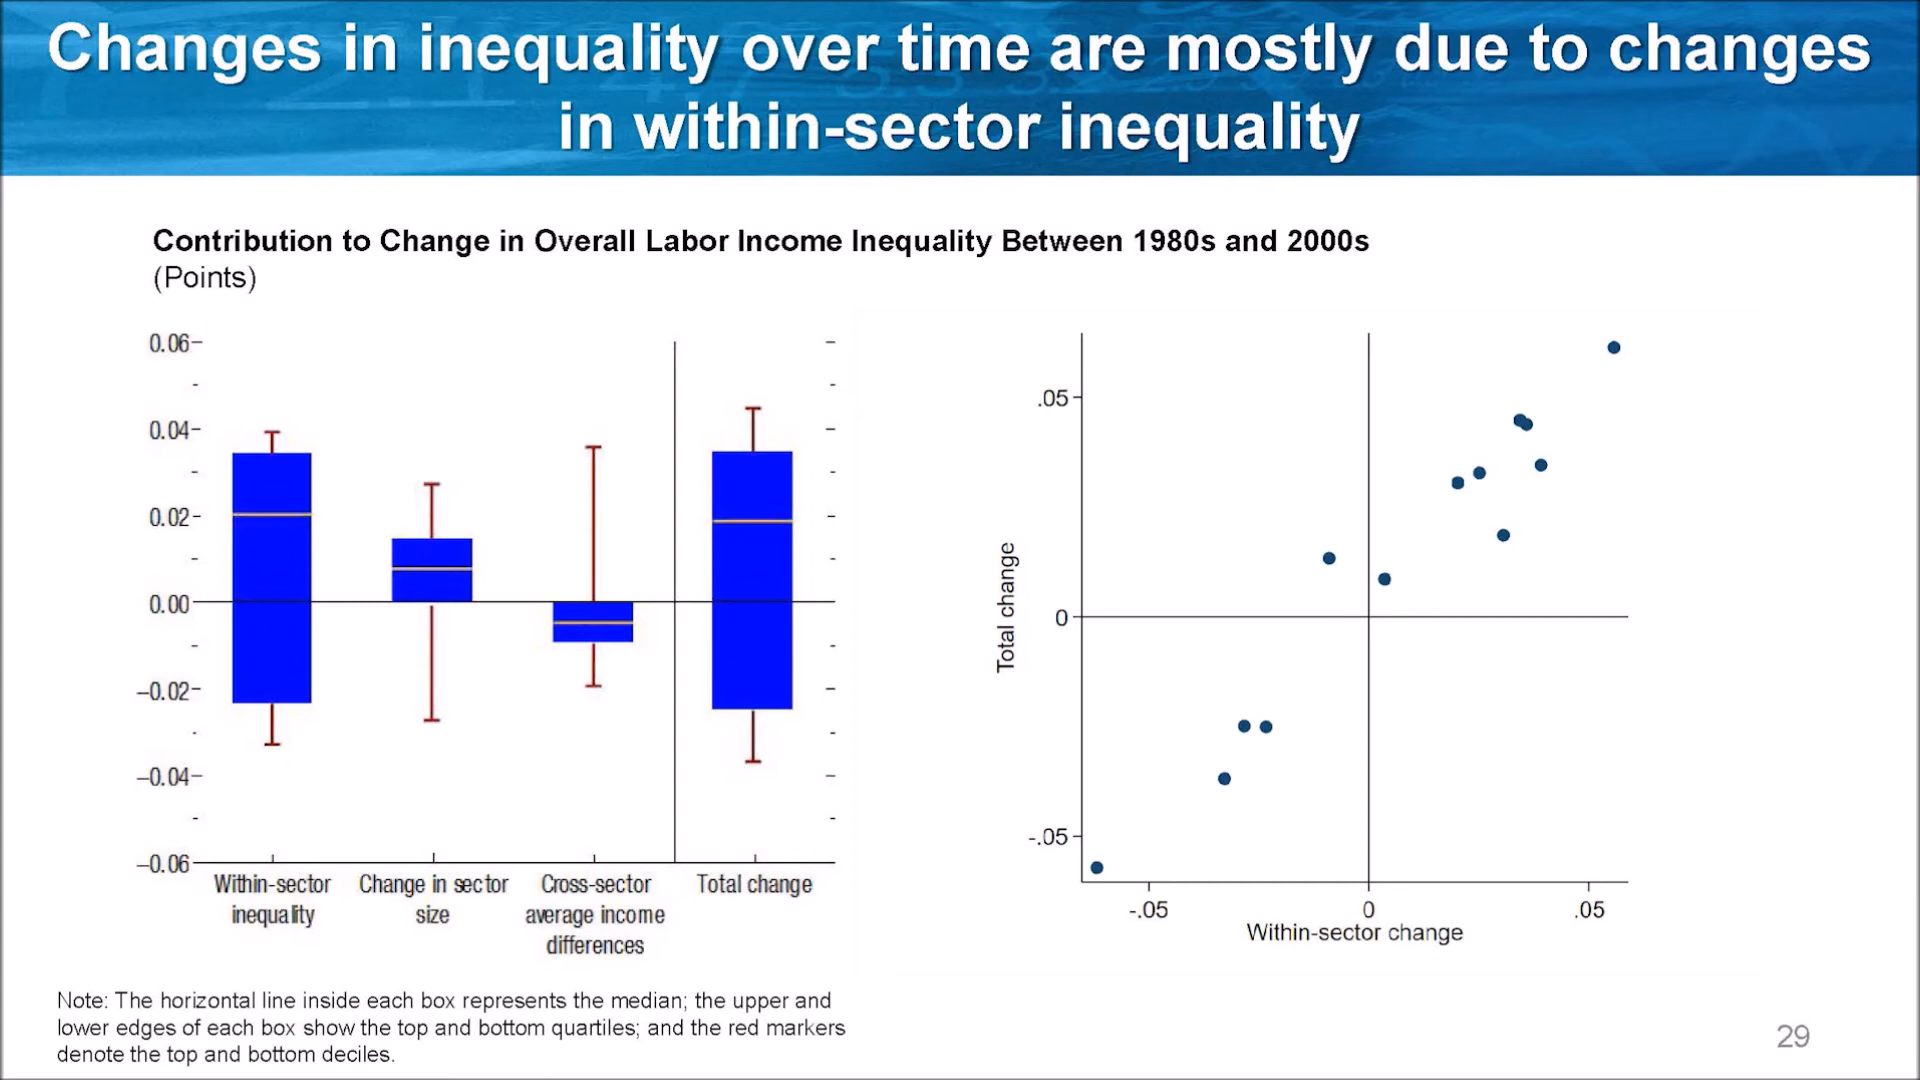 Changes in inequality over time are mostly due to changes
in within-sector inequality
Contribution to Change in Overall Labor Income Inequality Between 1980s and 2000s
(Points)
0.06
0.04
0.02
0.00
–0.02
–0.04
–0.06
Within-sector
inequality
Change in sector
size
Cross-sector
average income
differences
Total change
.05
0
-.05
Total change
-.05
0
.05
Within-sector change
Note: The horizontal line inside each box represents the median; the upper and
lower edges of each box show the top and bottom quartiles; and the red markers
denote the top and bottom deciles.
29